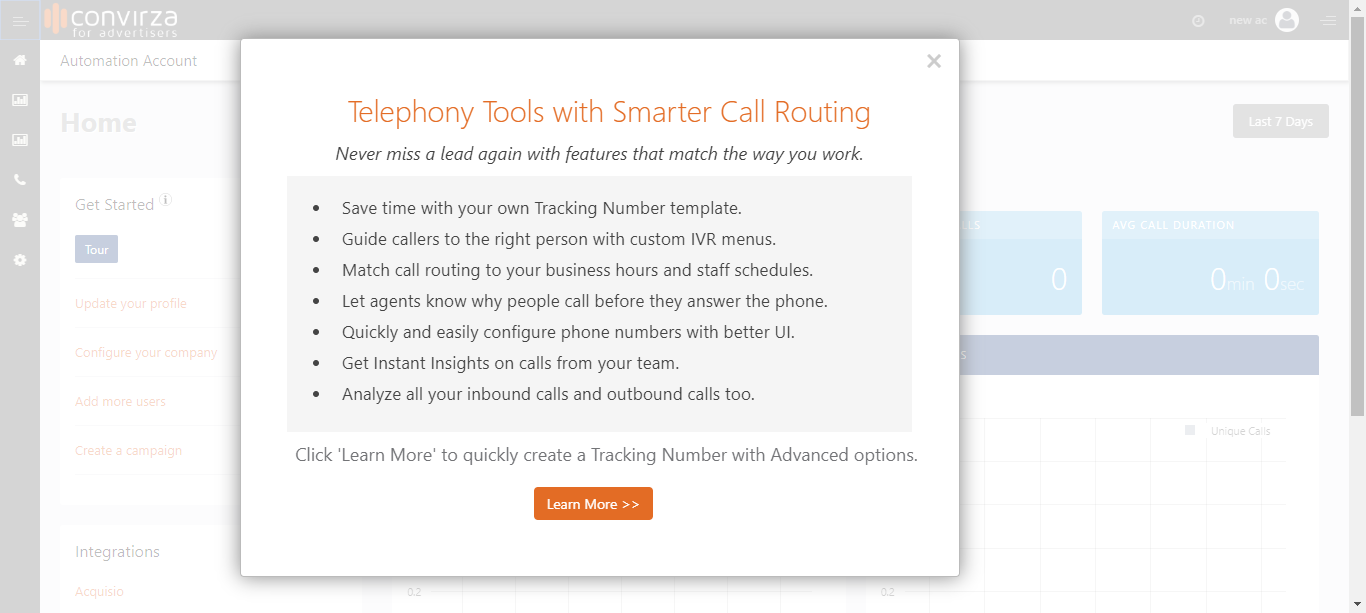 convirza
for advertisers
new ac
Automation Account
Home
Last 7 Days
Telephony Tools with Smarter Call Routing
Never miss a lead again with features that match the way you work.
• Save time with your own Tracking Number template.
• Guide callers to the right person with custom IVR menus.
• Match call routing to your business hours and staff schedules.
• Let agents know why people call before they answer the phone.
• Quickly and easily configure phone numbers with better UI.
• Get Instant Insights on calls from your team.
• Analyze all your inbound calls and outbound calls too.
Click 'Learn More' to quickly create a Tracking Number with Advanced options.
Learn More >>
Get Started
Tour
Update your profile
Configure your company
Add more users
Create a campaign
Integrations
Acquisio
0
AVG CALL DURATION
0min 0sec
Unique Calls
0.2
0.2